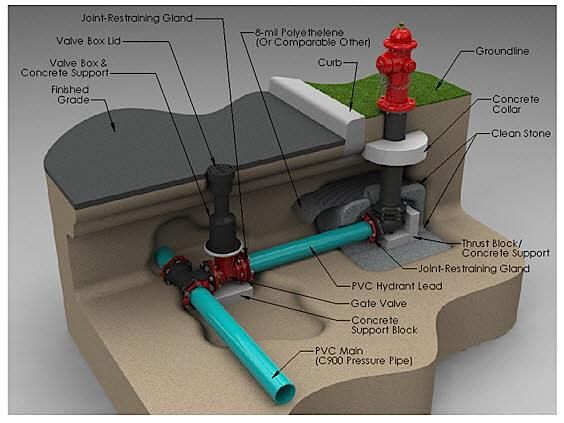 Joint-Restraining Gland
Valve Box Lid
Valve Box &
Concrete Support
Finished
Grade
8-mil Polyethelene
(Or Comparable Other)
Curb
Groundline
Concrete
Collar
Clean Stone
Thrust Block/
Concrete Support
Joint-Restraining Gland
PVC Hydrant Lead
Gate Valve
Concrete
Support Block
PVC Main
(C900 Pressure Pipe)